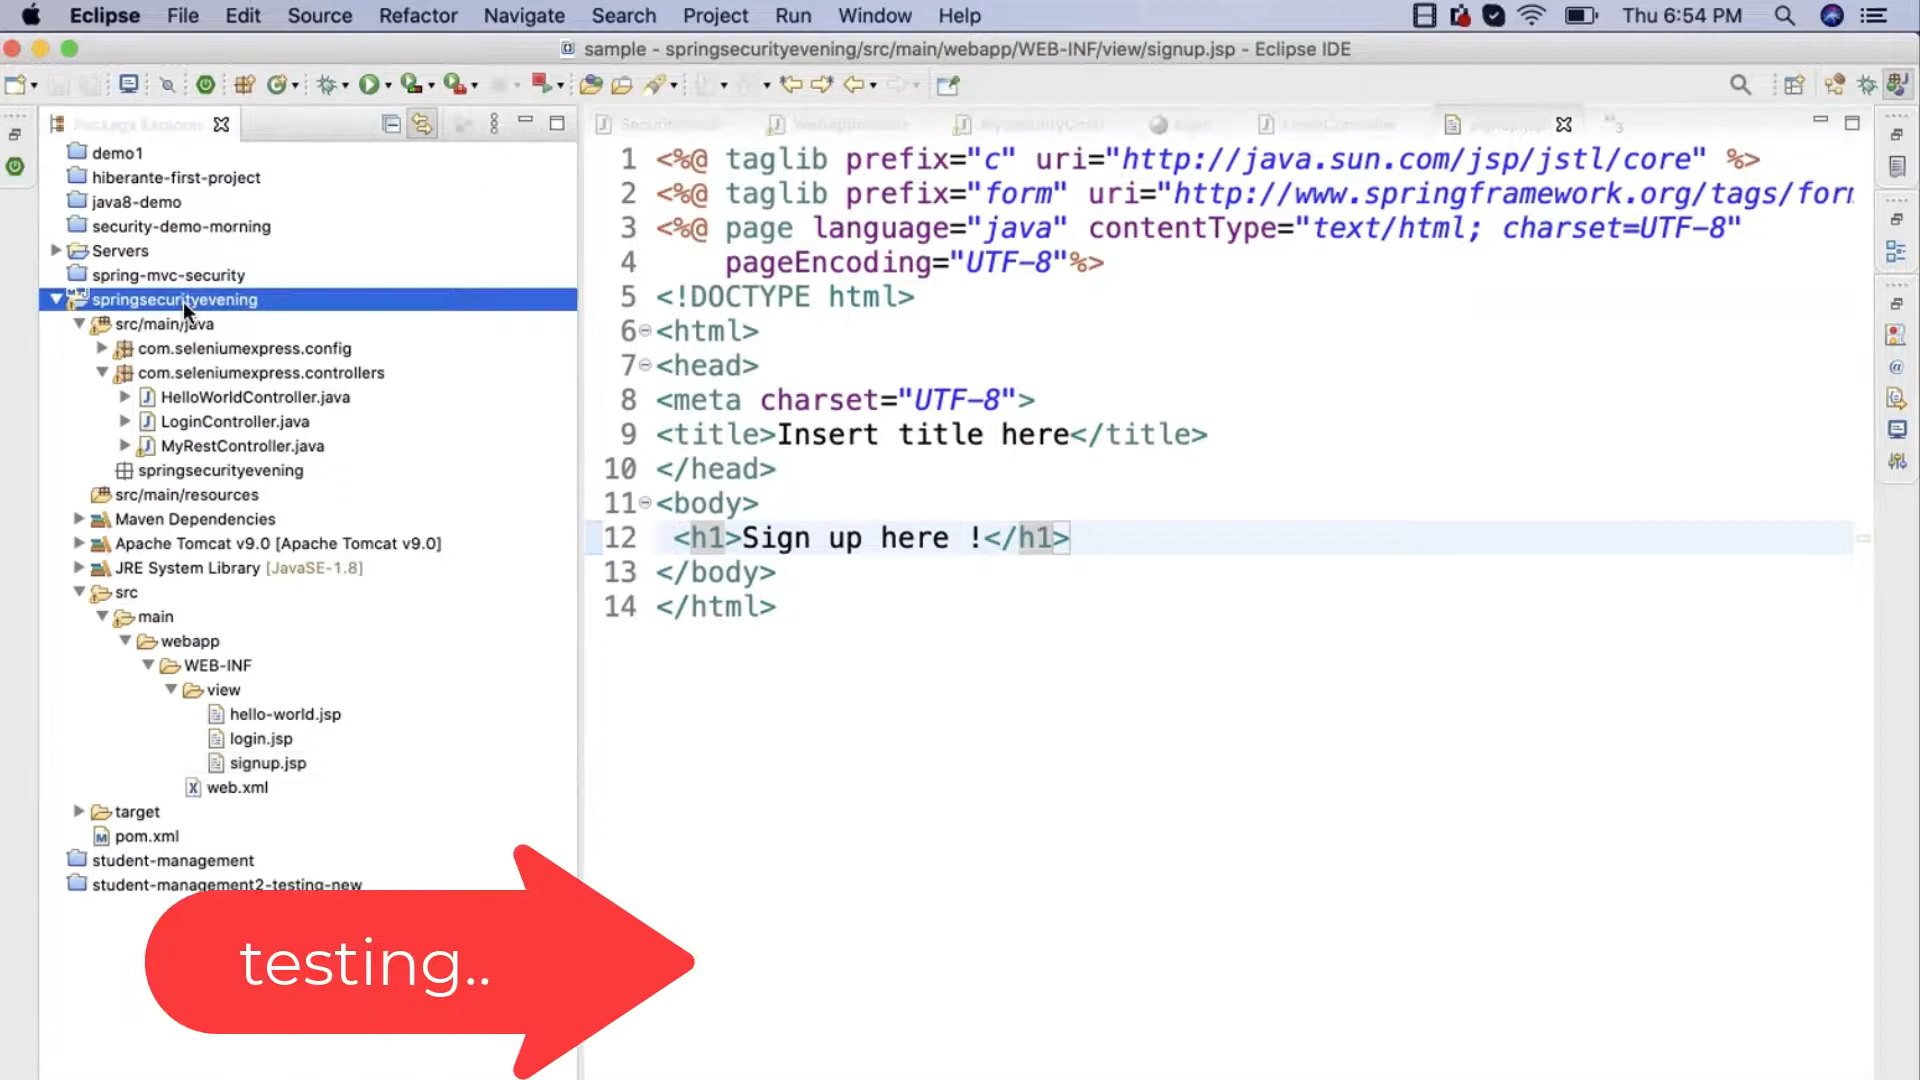 Eclipse File Edit Source Refactor Navigate Search Project Run Window Help Thu 6:54 PM
sample - springsecurityevening/src/main/webapp/WEB-INF/view/signup.jsp - Eclipse IDE
Package Explorer
3
demo1
hiberante-first-project
java8-demo
security-demo-morning
Servers
spring-mvc-security
springsecurityevening
src/main/java
com.seleniumexpress.config
com.seleniumexpress.controllers
HelloWorldController.java
LoginController.java
MyRestController.java
springsecurityevening
src/main/resources
Maven Dependencies
Apache Tomcat v9.0 [Apache Tomcat v9.0]
JRE System Library [JavaSE-1.8]
src
main
webapp
WEB-INF
view
hello-world.jsp
login.jsp
signup.jsp
web.xml
target
pom.xml
student-management
student-management2-testing-new
1 <%@ taglib prefix="c" uri="http://java.sun.com/jsp/jstl/core" %>
2 <%@ taglib prefix="form" uri="http://www.springframework.org/tags/form
3 <%@ page language="java" contentType="text/html; charset=UTF-8"
4 pageEncoding="UTF-8"%>
5 <!DOCTYPE html>
6 <html>
7 <head>
8 <meta charset="UTF-8">
9 <title>Insert title here</title>
10 </head>
11 <body>
12 <h1>Sign up here !</h1>
13 </body>
14 </html>
testing..